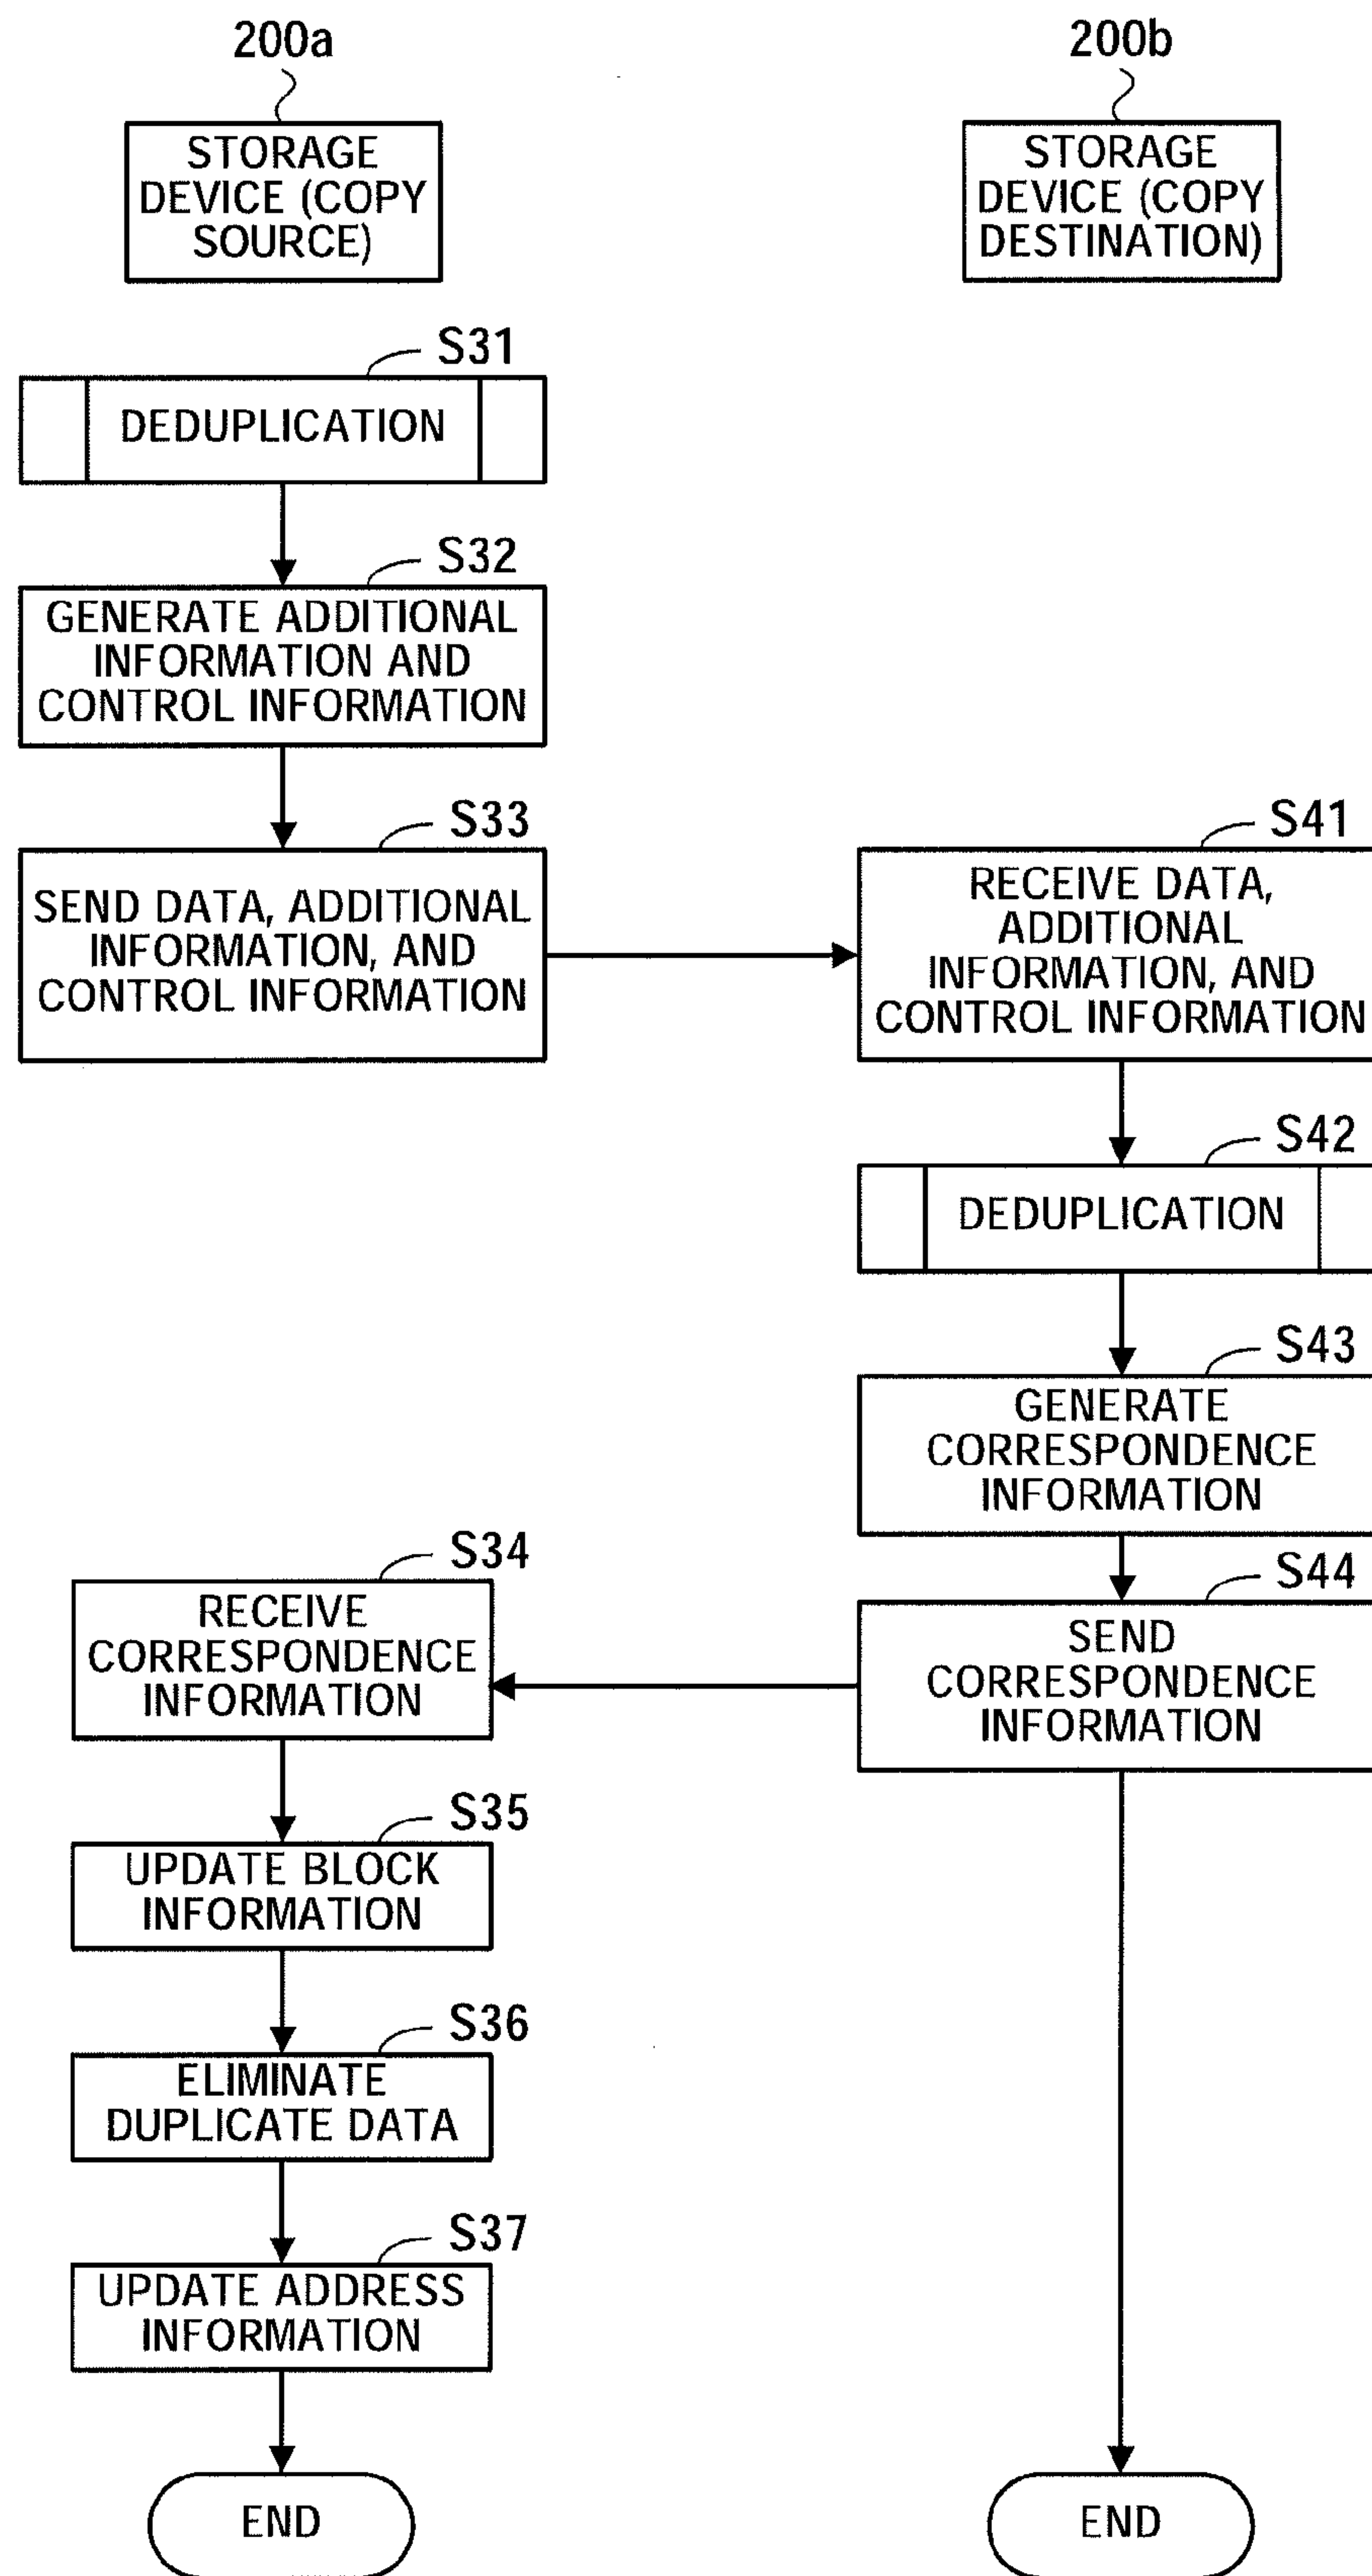 200a
STORAGE
DEVICE (COPY
SOURCE)
200b
STORAGE
DEVICE (COPY
DESTINATION)
S31
DEDUPLICATION
S32
GENERATE ADDITIONAL
INFORMATION AND
CONTROL INFORMATION
S33
SEND DATA, ADDITIONAL
INFORMATION, AND
CONTROL INFORMATION
S41
RECEIVE DATA,
ADDITIONAL
INFORMATION, AND
CONTROL INFORMATION
S42
DEDUPLICATION
S43
GENERATE
CORRESPONDENCE
INFORMATION
S44
SEND
CORRESPONDENCE
INFORMATION
S34
RECEIVE
CORRESPONDENCE
INFORMATION
S35
UPDATE BLOCK
INFORMATION
S36
ELIMINATE
DUPLICATE DATA
S37
UPDATE ADDRESS
INFORMATION
END
END